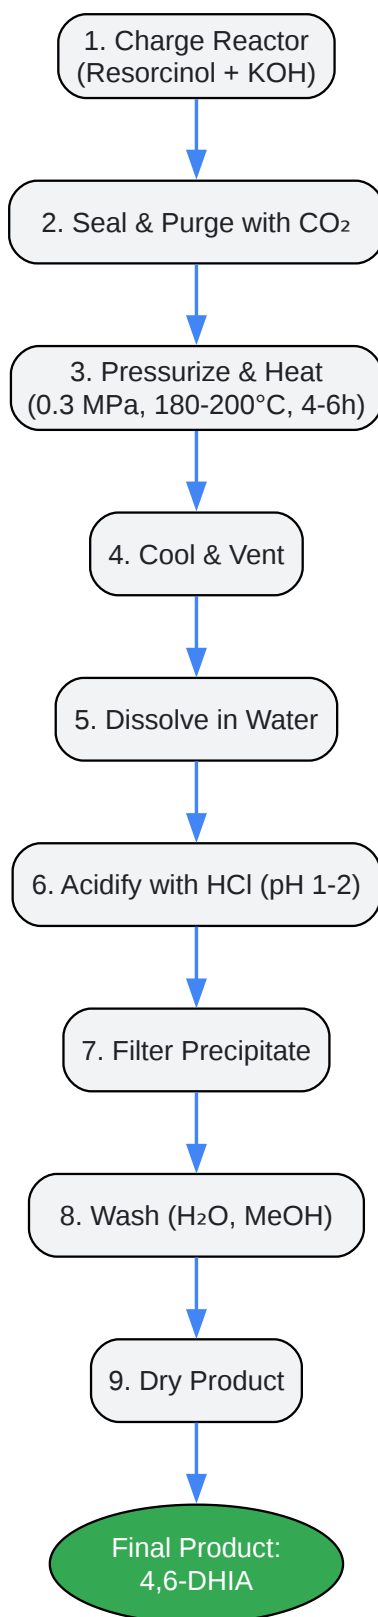 1. Charge Reactor
(Resorcinol + KOH)
2. Seal & Purge with CO₂
3. Pressurize & Heat
(0.3 MPa, 180-200°C, 4-6h)
4. Cool & Vent
5. Dissolve in Water
6. Acidify with HCl (pH 1-2)
7. Filter Precipitate
8. Wash (H₂O, MeOH)
9. Dry Product
Final Product:
4,6-DHIA